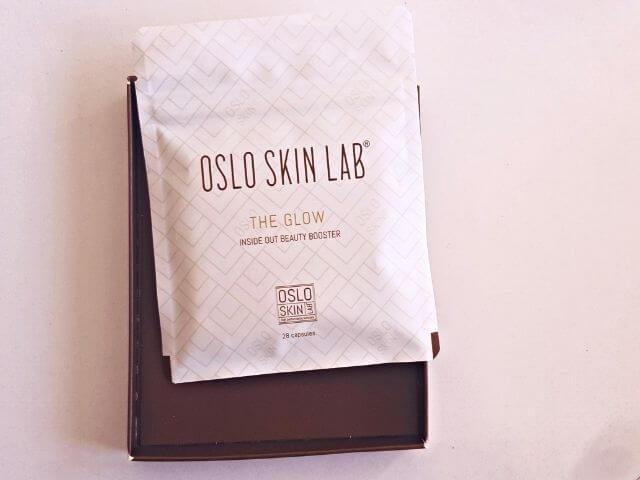 OSLO SKIN LAB®
THE GLOW
INSIDE OUT BEAUTY BOOSTER
OSLO
SKIN
LAB
28 capsules